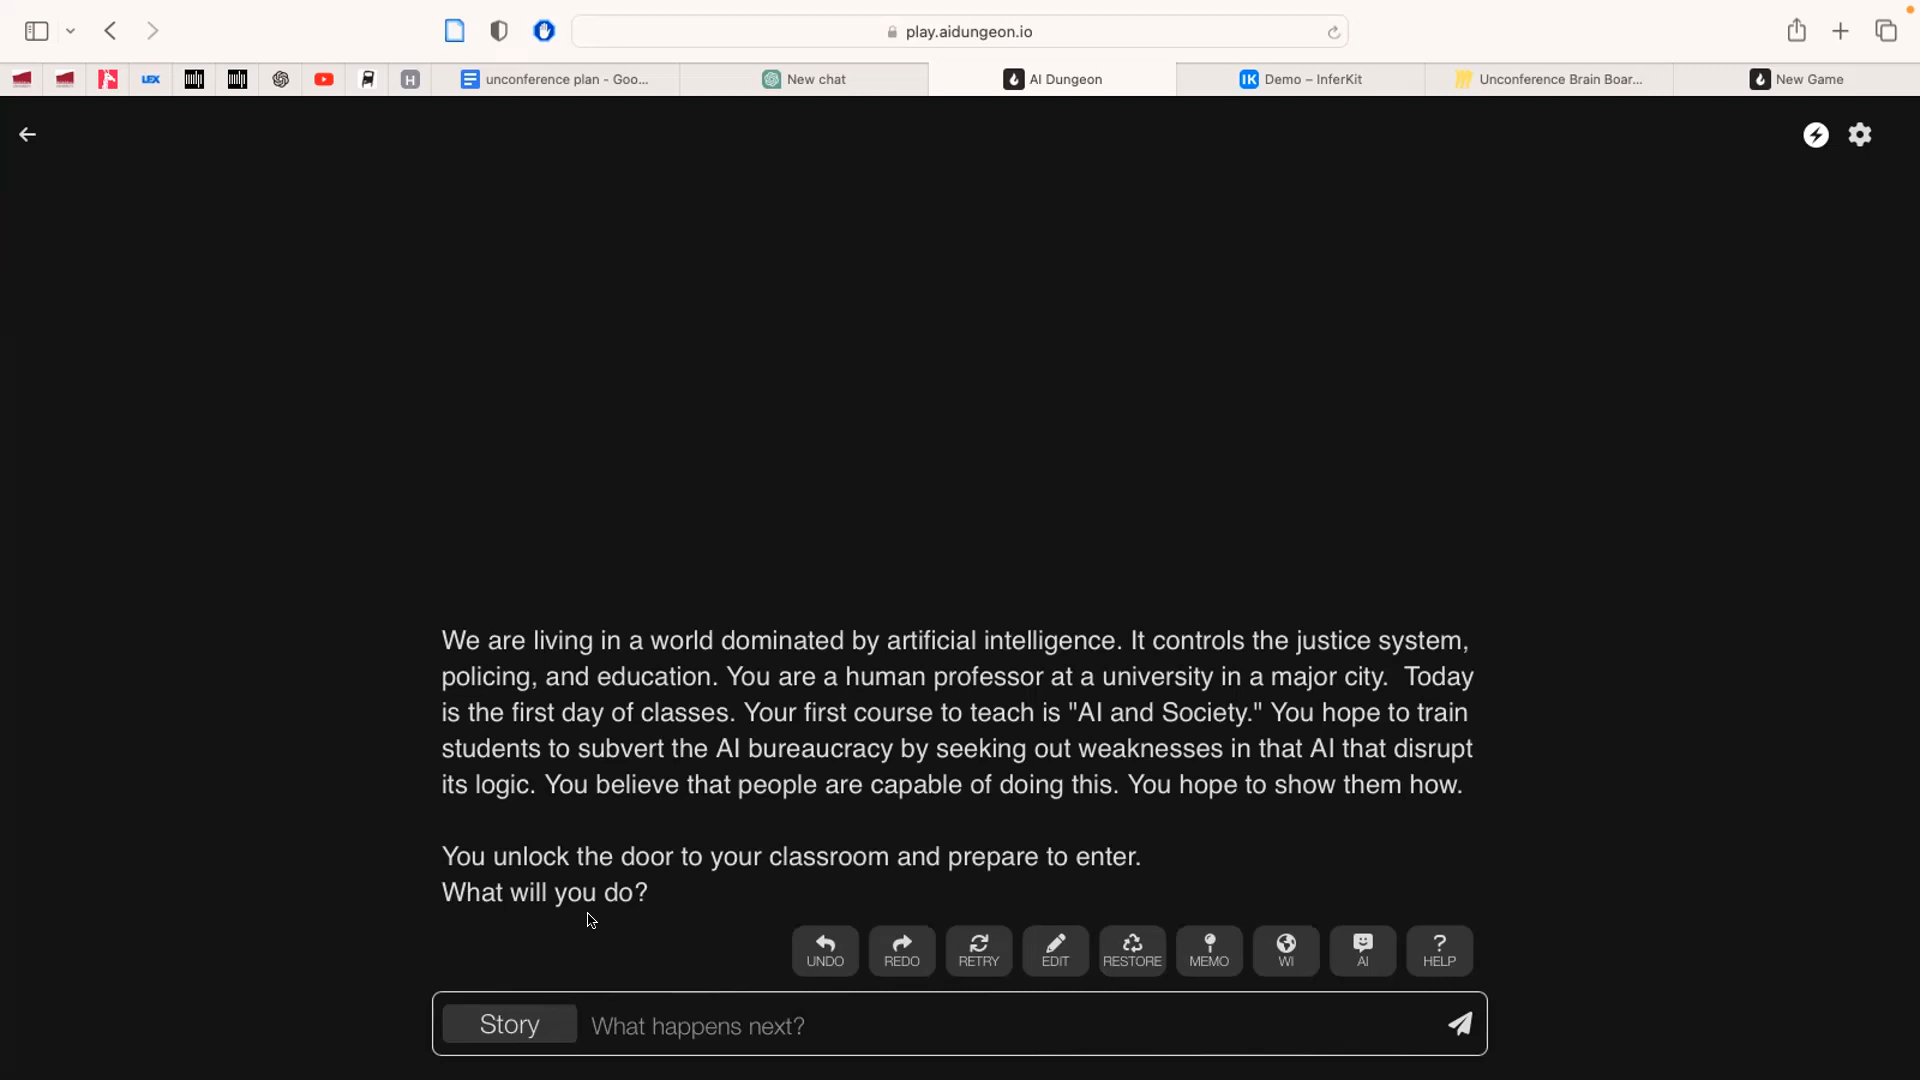 play.aidungeon.io
LEX
H
unconference plan - Goo...
New chat
AI Dungeon
IK
Demo – InferKit
Unconference Brain Boar...
New Game
We are living in a world dominated by artificial intelligence. It controls the justice system,
policing, and education. You are a human professor at a university in a major city.  Today
is the first day of classes. Your first course to teach is "AI and Society." You hope to train
students to subvert the AI bureaucracy by seeking out weaknesses in that AI that disrupt
its logic. You believe that people are capable of doing this. You hope to show them how.
You unlock the door to your classroom and prepare to enter.
What will you do?
UNDO
REDO
RETRY
EDIT
RESTORE
MEMO
WI
AI
?
HELP
Story
What happens next?